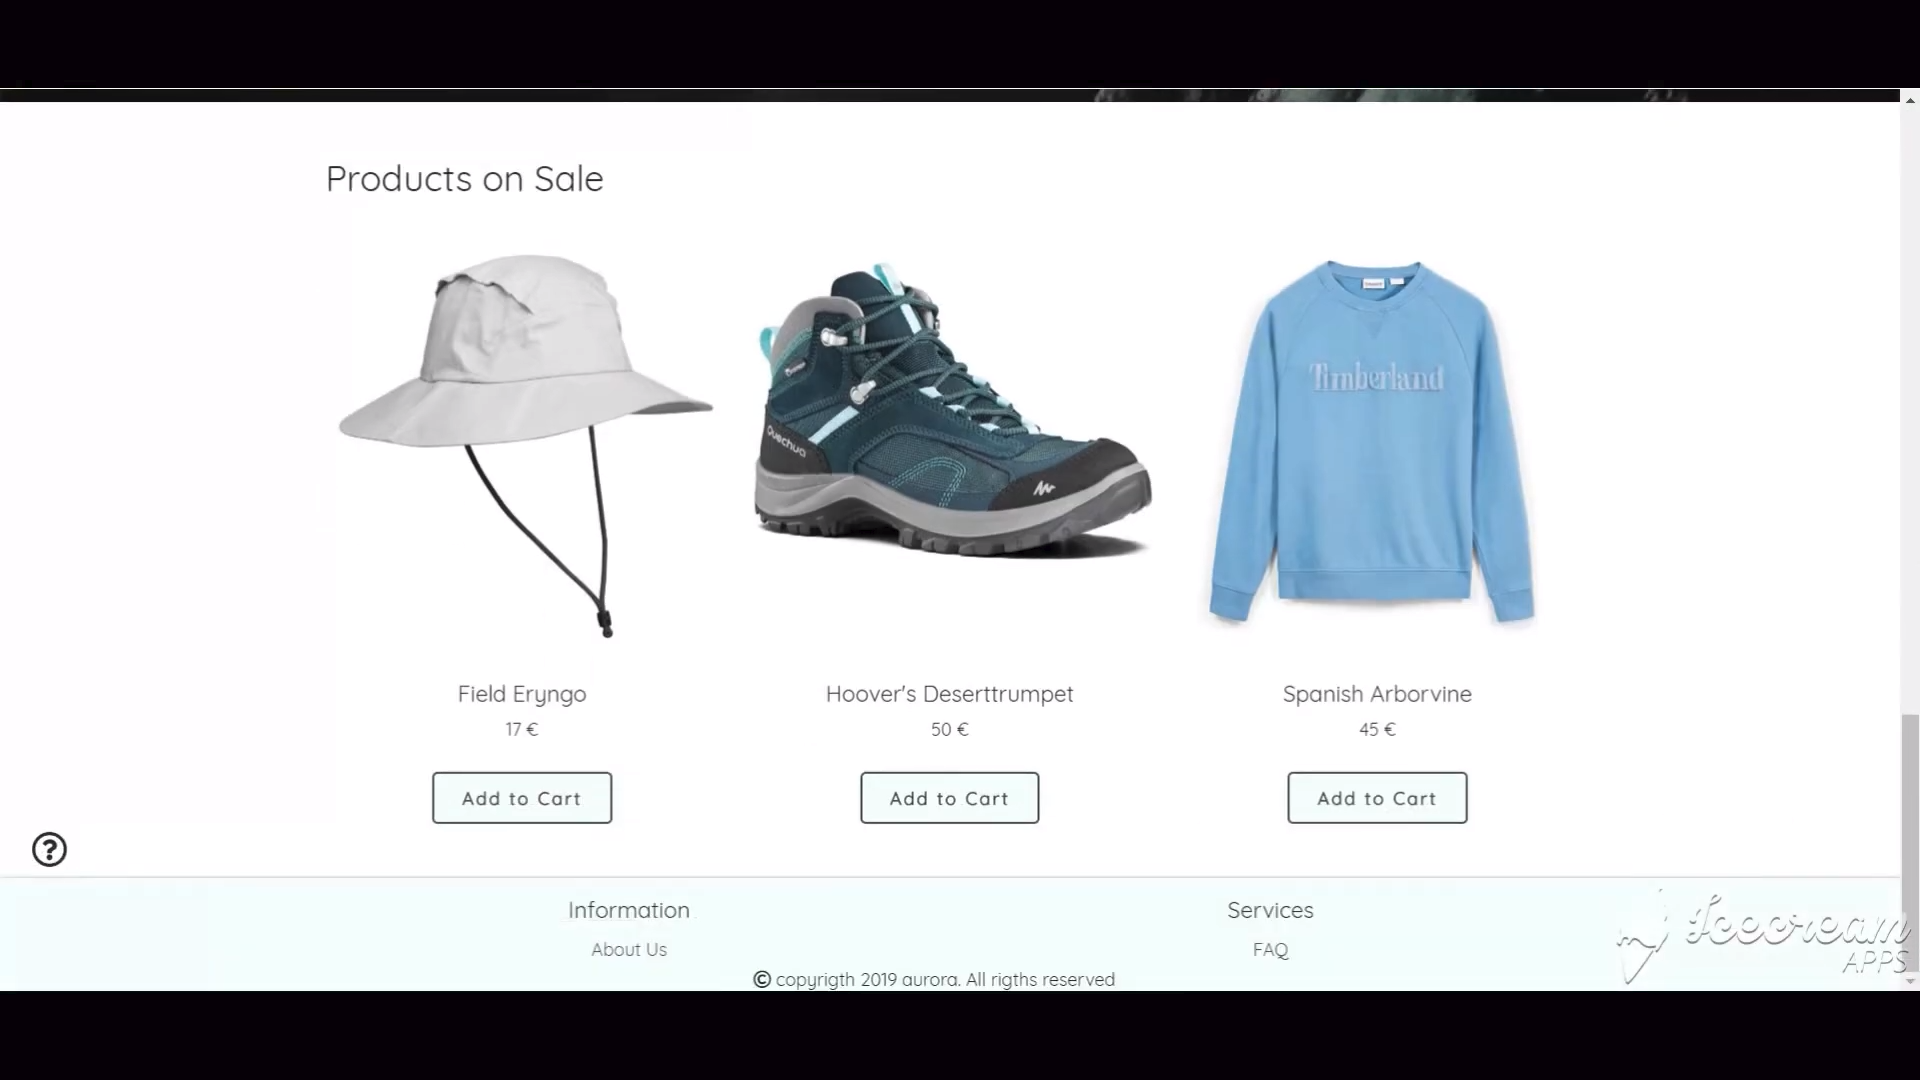 Products on Sale
Timberland
Quechua
Field Eryngo
Hoover's Deserttrumpet
Spanish Arborvine
17 €
50 €
45 €
Add to Cart
Add to Cart
Add to Cart
Information
Services
About Us
FAQ
© copyrigth 2019 aurora. All rigths reserved
Icecream
APPS